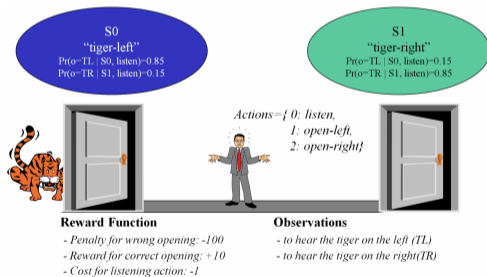 S0
"tiger-left"
Pr(o=TL | S0, listen)=0.85
Pr(o=TR | S1, listen)=0.15
S1
"tiger-right"
Pr(o=TL | S0, listen)=0.15
Pr(o=TR | S1, listen)=0.85
Actions={ 0: listen,
1: open-left,
2: open-right}
Reward Function
- Penalty for wrong opening: -100
- Reward for correct opening: +10
- Cost for listening action: -1
Observations
- to hear the tiger on the left (TL)
- to hear the tiger on the right(TR)